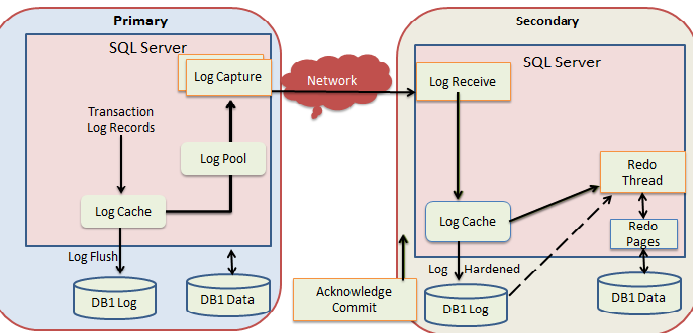 Primary
Secondary
SQL Server
SQL Server
Log Capture
Network
Log Receive
Transaction
Log Records
Log Pool
Redo
Thread
Log Cache
Log Cache
Redo
Pages
Log Flush
Log Hardened
DB1 Log
DB1 Data
Acknowledge
Commit
DB1 Log
DB1 Data